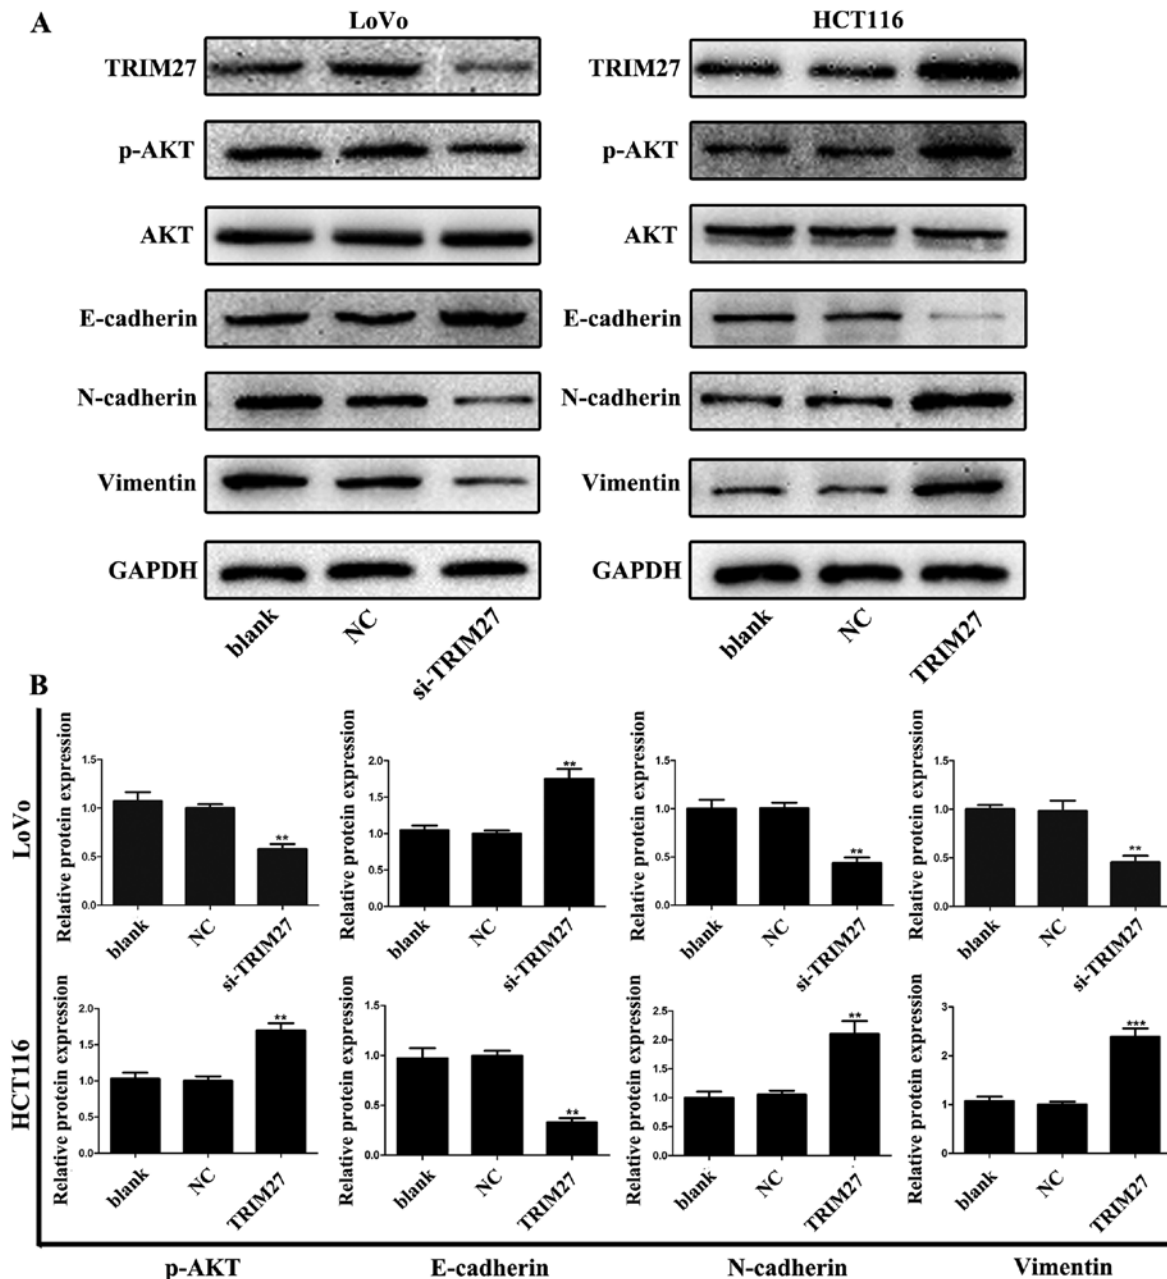 A
LoVo
HCT116
TRIM27
p-AKT
AKT
E-cadherin
N-cadherin
Vimentin
GAPDH
blank
NC
si-TRIM27
TRIM27
p-AKT
AKT
E-cadherin
N-cadherin
Vimentin
GAPDH
blank
NC
TRIM27
B
LoVo
Relative protein expression
1.5
1.0
0.5
0.0
**
blank
NC
si-TRIM27
Relative protein expression
2.0
1.5
1.0
0.5
0.0
**
blank
NC
si-TRIM27
Relative protein expression
1.5
1.0
0.5
0.0
**
blank
NC
si-TRIM27
Relative protein expression
1.5
1.0
0.5
0.0
**
blank
NC
si-TRIM27
HCT116
Relative protein expression
2.0
1.5
1.0
0.5
0.0
**
blank
NC
TRIM27
Relative protein expression
1.5
1.0
0.5
0.0
**
blank
NC
TRIM27
Relative protein expression
2.5
2.0
1.5
1.0
0.5
0.0
**
blank
NC
TRIM27
Relative protein expression
3
2
1
0
***
blank
NC
TRIM27
p-AKT
E-cadherin
N-cadherin
Vimentin